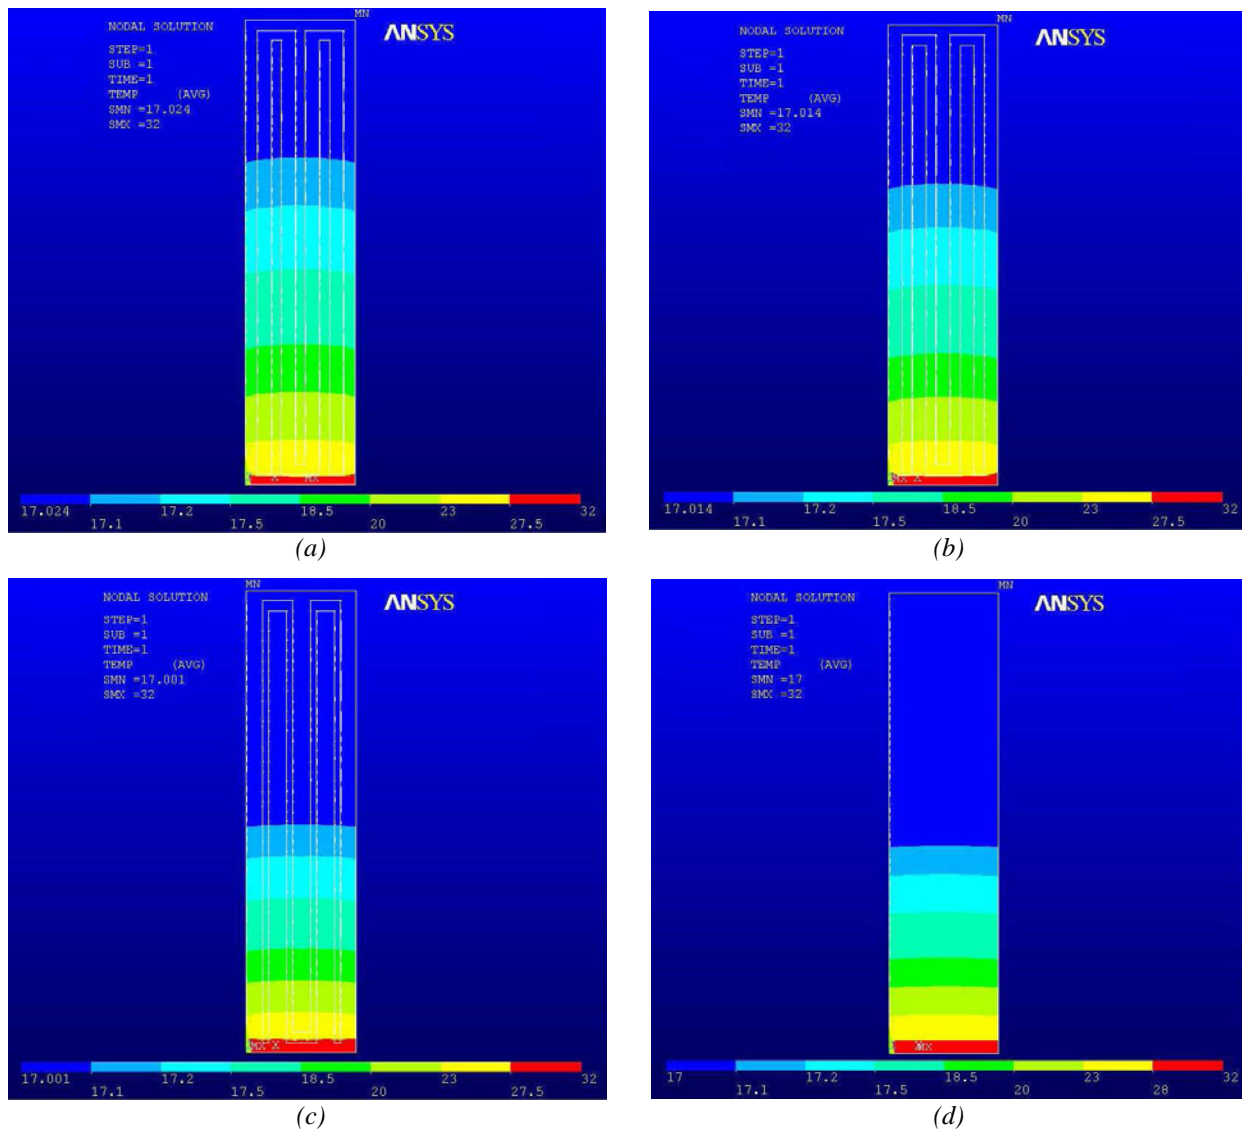 MN
NODAL SOLUTION
ANSYS
STEP=1
SUB =1
TIME=1
TEMP (AVG)
SMN =17.024
SMX =32
X MX
17.024 17.2 18.5 23 32
17.1 17.5 20 27.5
(a)
MN
NODAL SOLUTION
ANSYS
STEP=1
SUB =1
TIME=1
TEMP (AVG)
SMN =17.014
SMX =32
MX X
17.014 17.2 18.5 23 32
17.1 17.5 20 27.5
(b)
MN
NODAL SOLUTION
ANSYS
STEP=1
SUB =1
TIME=1
TEMP (AVG)
SMN =17.001
SMX =32
MX X
17.001 17.2 18.5 23 32
17.1 17.5 20 27.5
(c)
MN
NODAL SOLUTION
ANSYS
STEP=1
SUB =1
TIME=1
TEMP (AVG)
SMN =17
SMX =32
MX
17 17.2 18.5 23 32
17.1 17.5 20 28
(d)